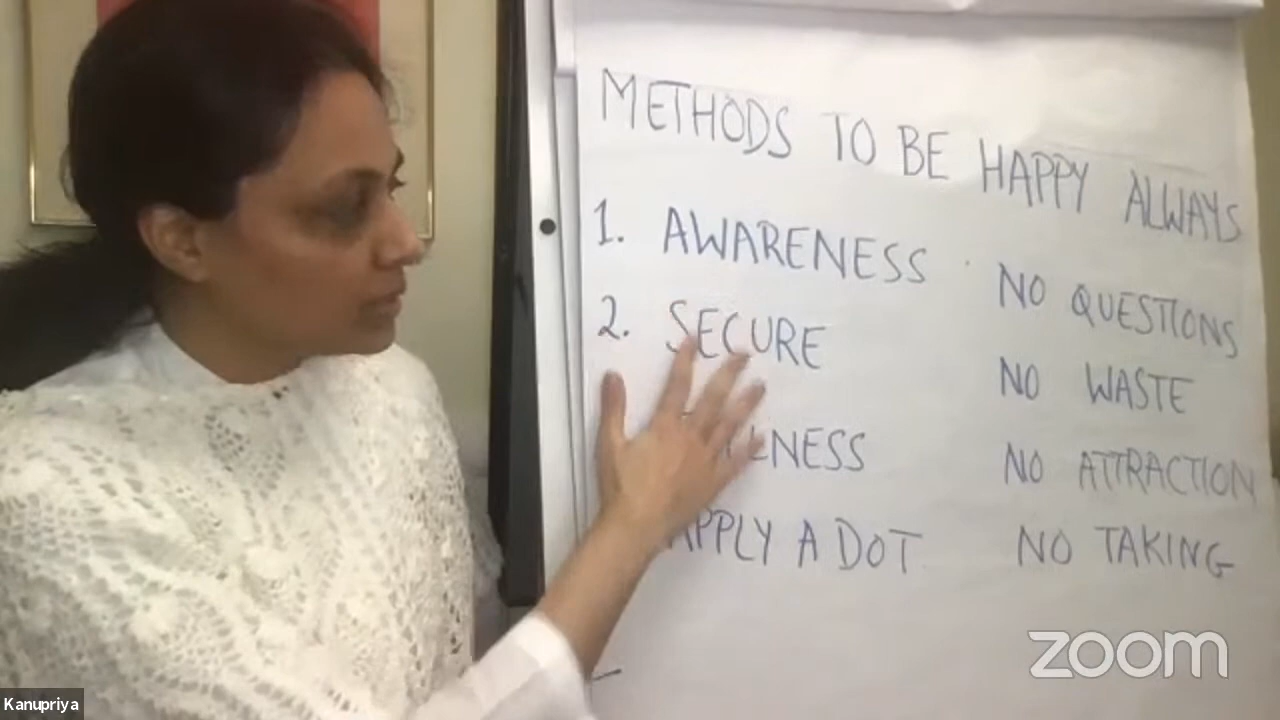 METHODS TO BE HAPPY ALWAYS
1. AWARENESS NO QUESTIONS
2. SECURE NO WASTE
NO ATTRACTION
APPLY A DOT NO TAKING
zoom
Kanupriya